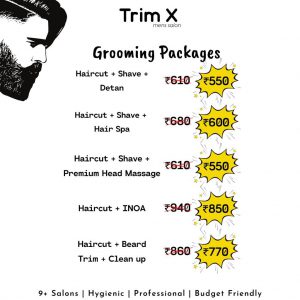 Trim X
mens salon
Grooming Packages
Haircut + Shave +
Detan
₹610 ₹550
Haircut + Shave +
Hair Spa
₹680 ₹600
Haircut + Shave +
Premium Head Massage
₹610 ₹550
Haircut + INOA
₹940 ₹850
Haircut + Beard
Trim + Clean up
₹860 ₹770
9+ Salons | Hygienic | Professional | Budget Friendly